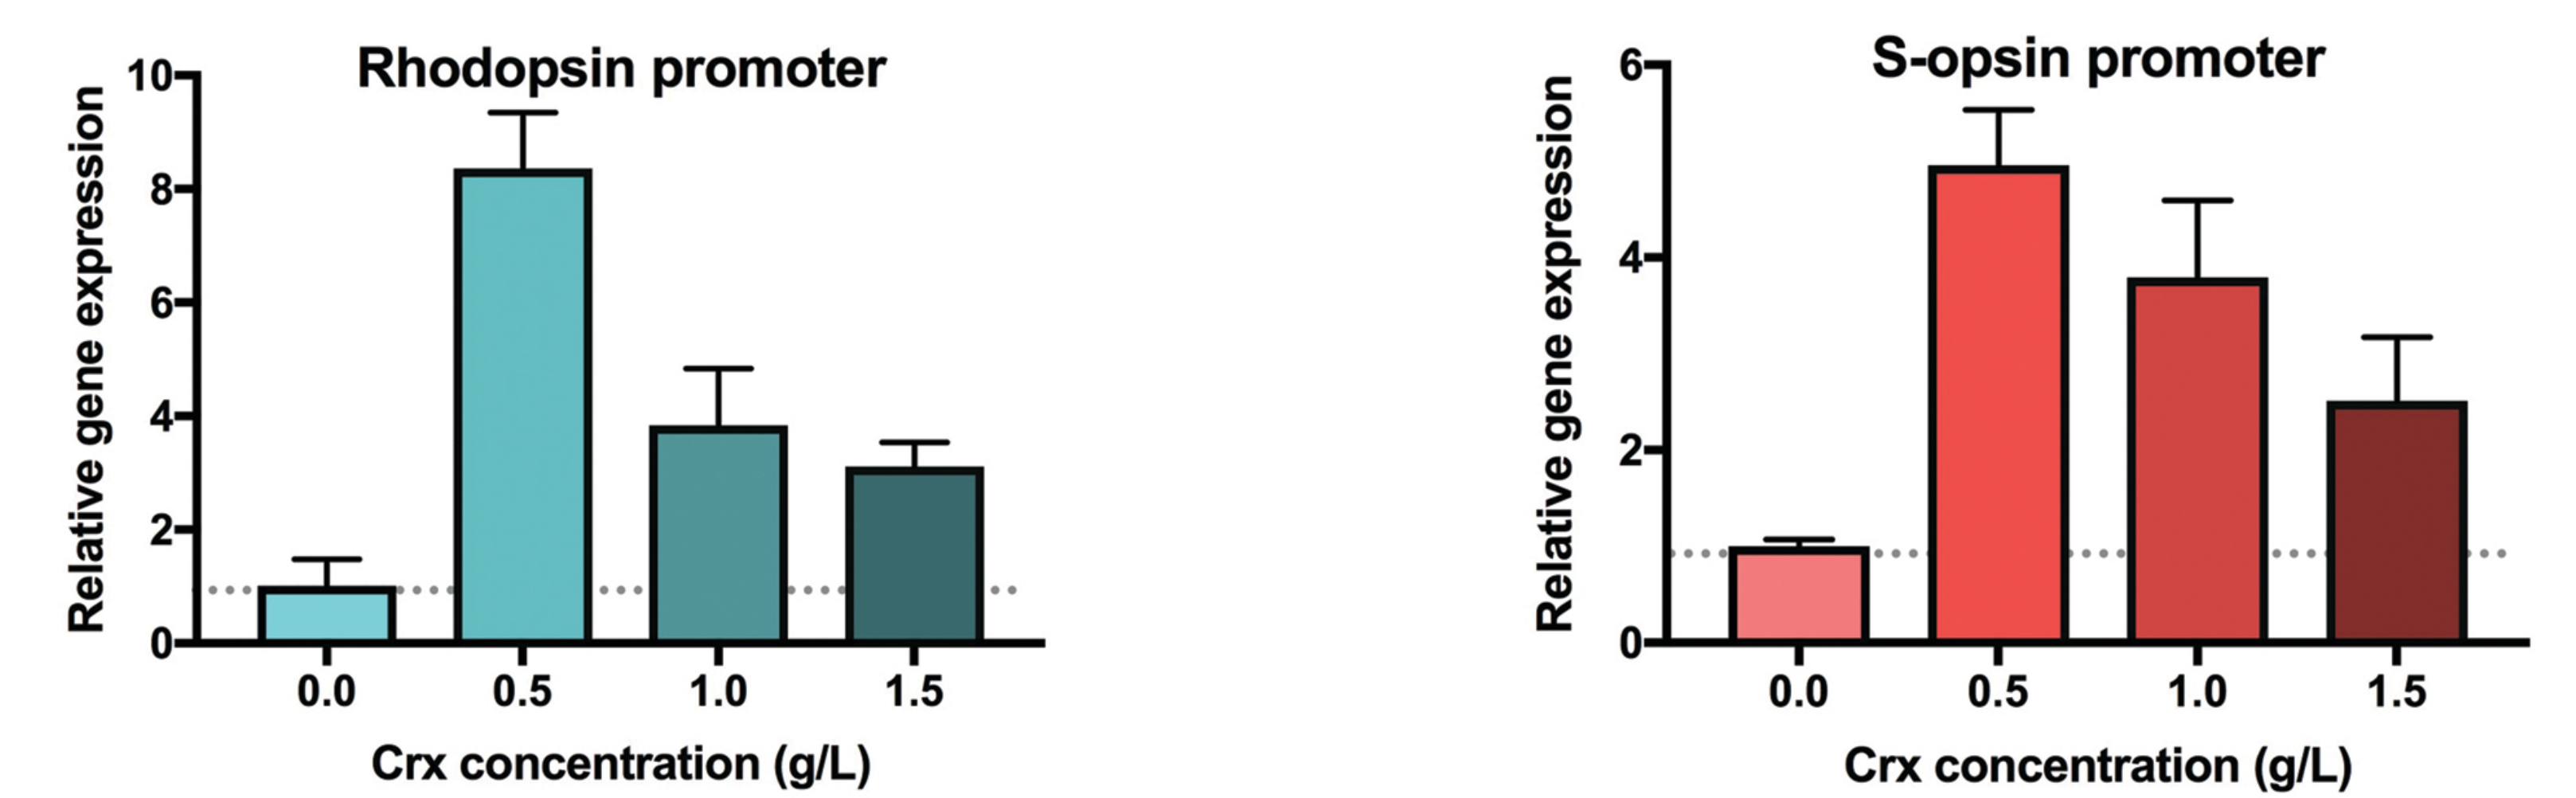 Rhodopsin promoter
Relative gene expression
10
8
6
4
2
0
0.0 0.5 1.0 1.5
Crx concentration (g/L)
S-opsin promoter
Relative gene expression
6
4
2
0
0.0 0.5 1.0 1.5
Crx concentration (g/L)